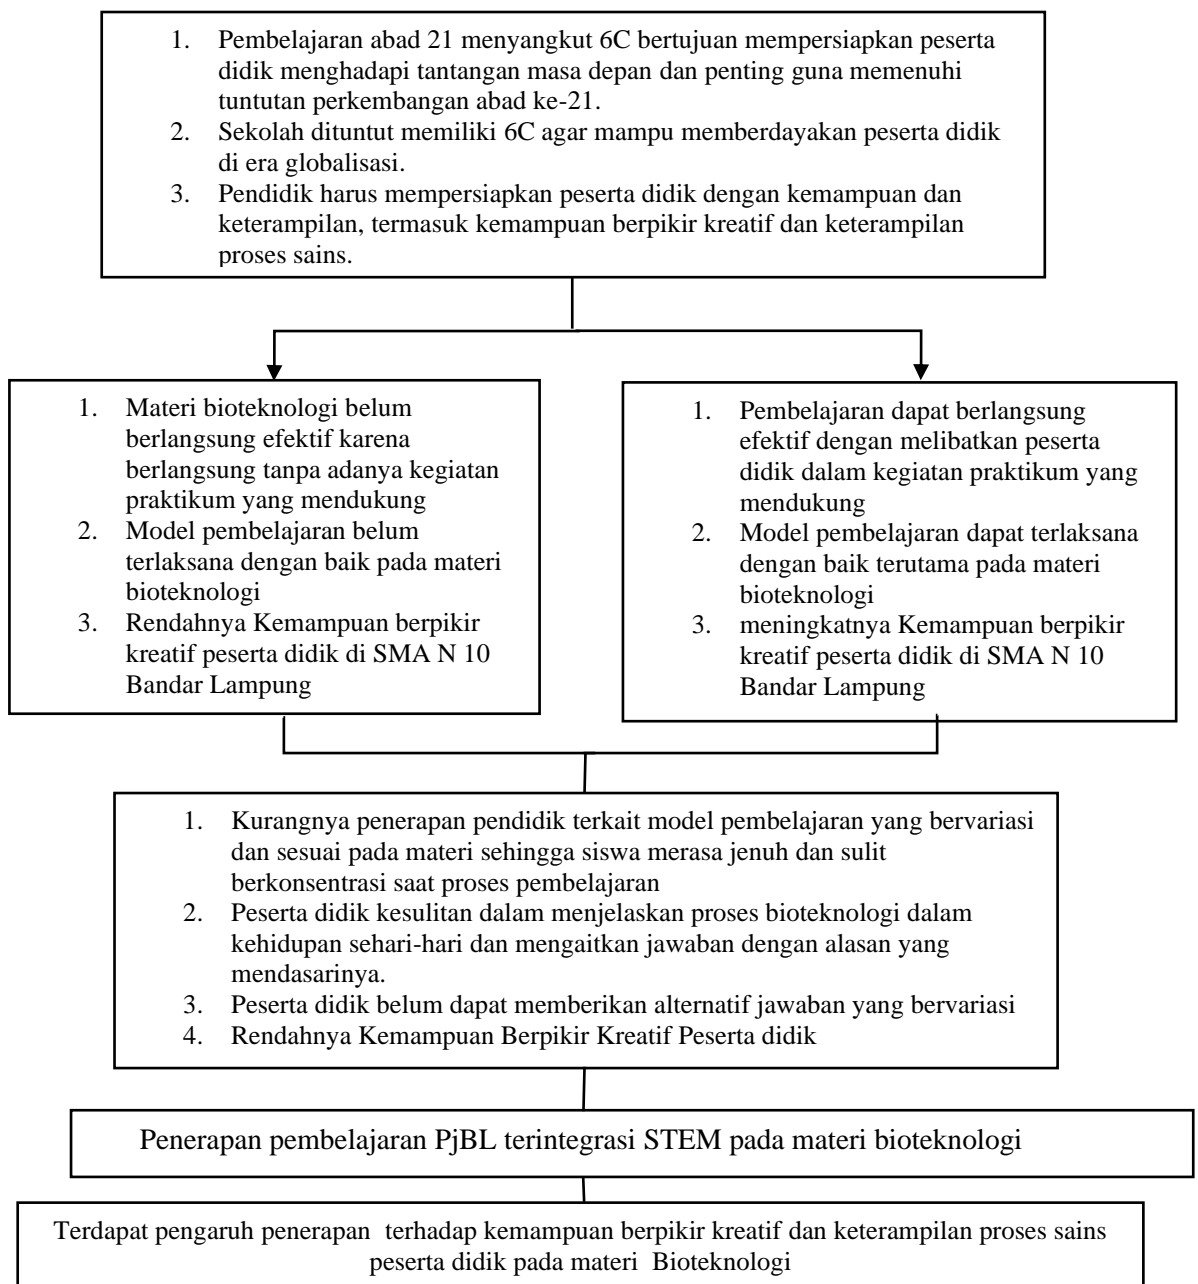 1. Pembelajaran abad 21 menyangkut 6C bertujuan mempersiapkan peserta
didik menghadapi tantangan masa depan dan penting guna memenuhi
tuntutan perkembangan abad ke-21.
2. Sekolah dituntut memiliki 6C agar mampu memberdayakan peserta didik
di era globalisasi.
3. Pendidik harus mempersiapkan peserta didik dengan kemampuan dan
keterampilan, termasuk kemampuan berpikir kreatif dan keterampilan
proses sains.
1. Materi bioteknologi belum
berlangsung efektif karena
berlangsung tanpa adanya kegiatan
praktikum yang mendukung
2. Model pembelajaran belum
terlaksana dengan baik pada materi
bioteknologi
3. Rendahnya Kemampuan berpikir
kreatif peserta didik di SMA N 10
Bandar Lampung
1. Pembelajaran dapat berlangsung
efektif dengan melibatkan peserta
didik dalam kegiatan praktikum yang
mendukung
2. Model pembelajaran dapat terlaksana
dengan baik terutama pada materi
bioteknologi
3. meningkatnya Kemampuan berpikir
kreatif peserta didik di SMA N 10
Bandar Lampung
1. Kurangnya penerapan pendidik terkait model pembelajaran yang bervariasi
dan sesuai pada materi sehingga siswa merasa jenuh dan sulit
berkonsentrasi saat proses pembelajaran
2. Peserta didik kesulitan dalam menjelaskan proses bioteknologi dalam
kehidupan sehari-hari dan mengaitkan jawaban dengan alasan yang
mendasarinya.
3. Peserta didik belum dapat memberikan alternatif jawaban yang bervariasi
4. Rendahnya Kemampuan Berpikir Kreatif Peserta didik
Penerapan pembelajaran PjBL terintegrasi STEM pada materi bioteknologi
Terdapat pengaruh penerapan terhadap kemampuan berpikir kreatif dan keterampilan proses sains
peserta didik pada materi Bioteknologi